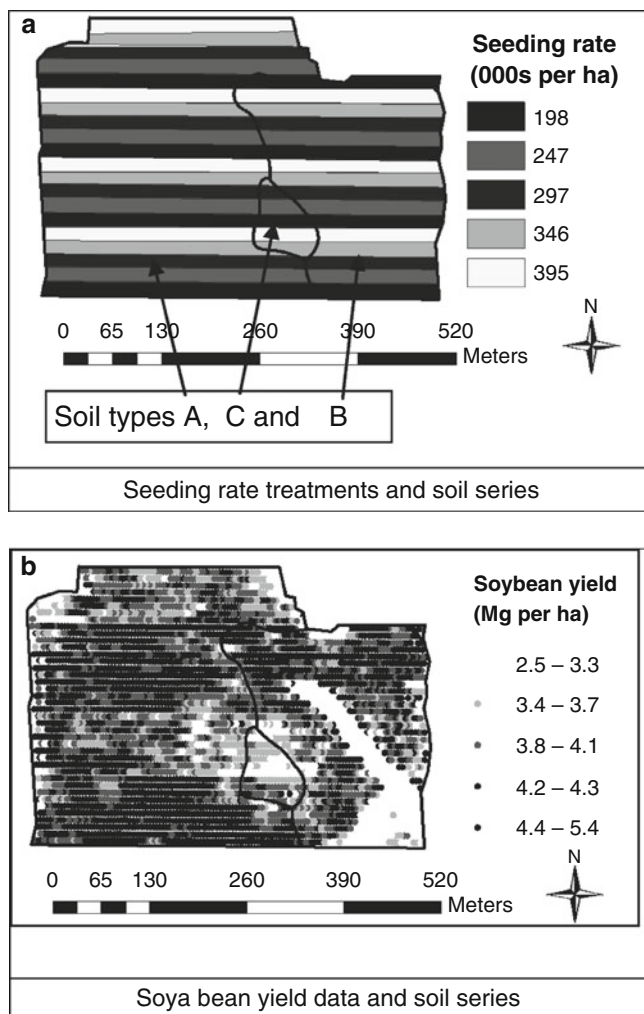 a
Seeding rate
(000s per ha)
198
247
297
346
395
N
0 65 130 260 390 520
Meters
Soil types A, C and B
Seeding rate treatments and soil series
b
Soybean yield
(Mg per ha)
2.5 – 3.3
3.4 – 3.7
3.8 – 4.1
4.2 – 4.3
4.4 – 5.4
N
0 65 130 260 390 520
Meters
Soya bean yield data and soil series